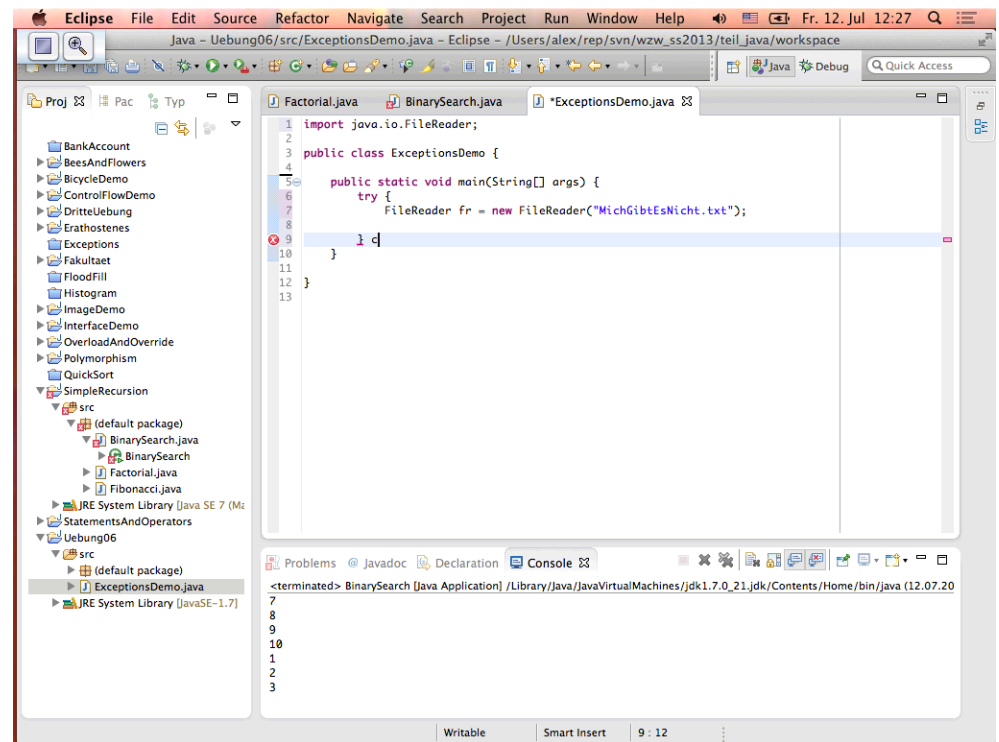 Eclipse File Edit Source Refactor Navigate Search Project Run Window Help Fr. 12. Jul 12:27
Java – Uebung06/src/ExceptionsDemo.java – Eclipse – /Users/alex/rep/svn/wzw_ss2013/teil_java/workspace
Java Debug Quick Access
Proj Pac Typ
BankAccount
BeesAndFlowers
BicycleDemo
ControlFlowDemo
DritteUebung
Erathostenes
Exceptions
Fakultaet
FloodFill
Histogram
ImageDemo
InterfaceDemo
OverloadAndOverride
Polymorphism
QuickSort
SimpleRecursion
src
(default package)
BinarySearch.java
BinarySearch
Factorial.java
Fibonacci.java
JRE System Library [Java SE 7 (Ma
StatementsAndOperators
Uebung06
src
(default package)
ExceptionsDemo.java
JRE System Library [JavaSE-1.7]
Factorial.java BinarySearch.java *ExceptionsDemo.java
1 import java.io.FileReader;
2
3 public class ExceptionsDemo {
4
5 public static void main(String[] args) {
6 try {
7 FileReader fr = new FileReader("MichGibtEsNicht.txt");
8
9 } c
10 }
11
12 }
13
Problems @ Javadoc Declaration Console
<terminated> BinarySearch [Java Application] /Library/Java/JavaVirtualMachines/jdk1.7.0_21.jdk/Contents/Home/bin/java (12.07.20
7
8
9
10
1
2
3
Writable Smart Insert 9 : 12